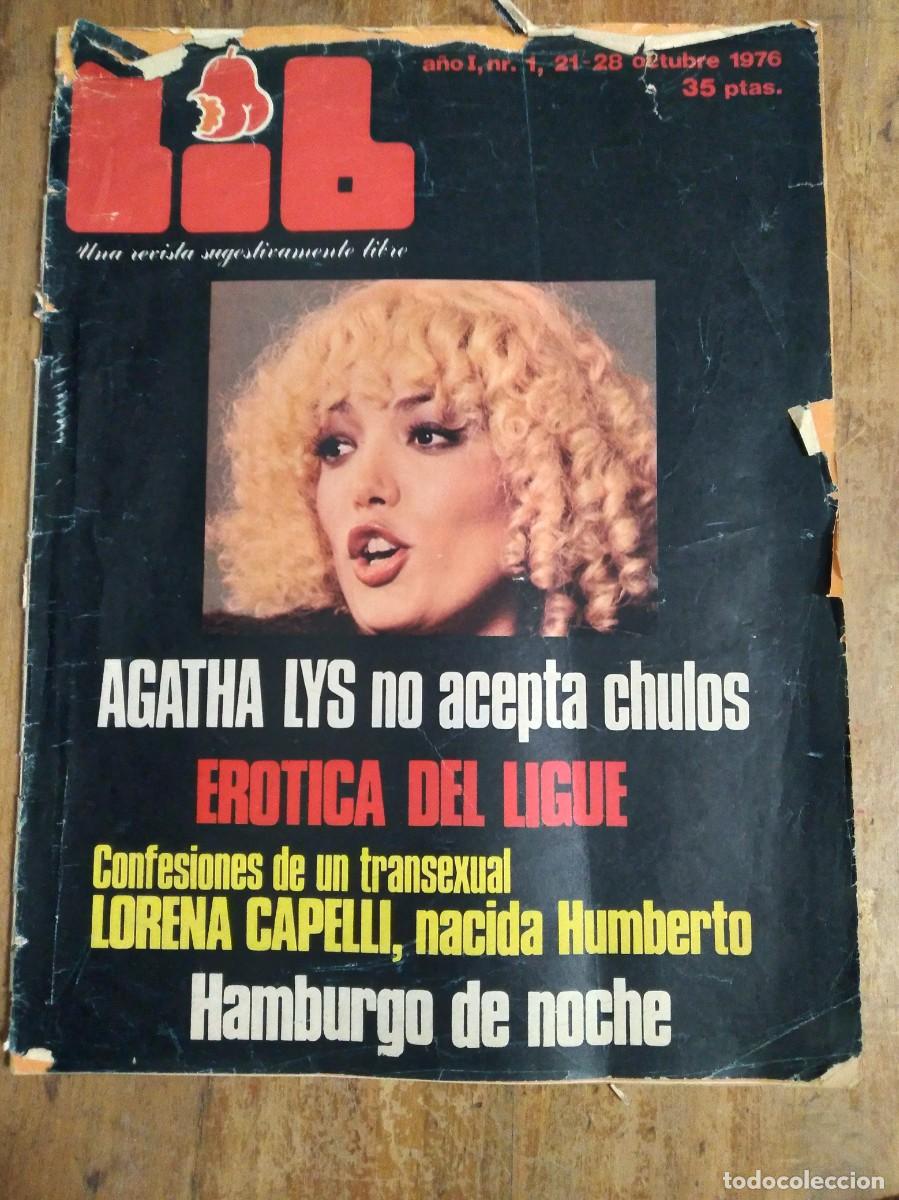 lib
año I, nr. 1, 21-28 octubre 1976
35 ptas.
Una revista sugestivamente libre
AGATHA LYS no acepta chulos
EROTICA DEL LIGUE
Confesiones de un transexual
LORENA CAPELLI, nacida Humberto
Hamburgo de noche
todocoleccion